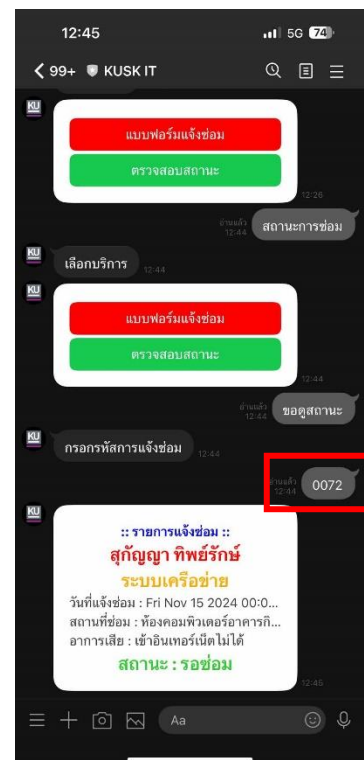 12:45
5G 74
99+ KUSK IT
KU
แบบฟอร์มแจ้งซ่อม
ตรวจสอบสถานะ
12:26
อ่านแล้ว
12:44
สถานะการซ่อม
KU
เลือกบริการ
12:44
KU
แบบฟอร์มแจ้งซ่อม
ตรวจสอบสถานะ
12:44
อ่านแล้ว
12:44
ขอดูสถานะ
KU
กรอกรหัสการแจ้งซ่อม
12:44
อ่านแล้ว
12:44
0072
KU
:: รายการแจ้งซ่อม ::
สุกัญญา ทิพย์รักษ์
ระบบเครือข่าย
วันที่แจ้งซ่อม : Fri Nov 15 2024 00:0...
สถานที่ซ่อม : ห้องคอมพิวเตอร์อาคารกิ...
อาการเสีย : เข้าอินเทอร์เน็ตไม่ได้
สถานะ : รอซ่อม
12:45
Aa